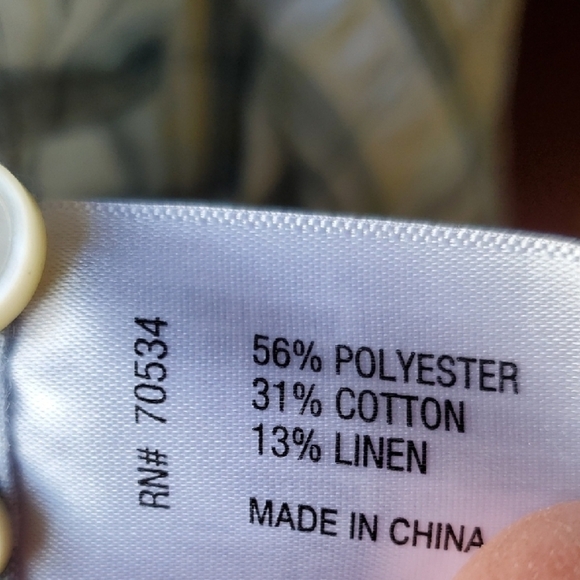 RN# 70534
56% POLYESTER
31% COTTON
13% LINEN
MADE IN CHINA